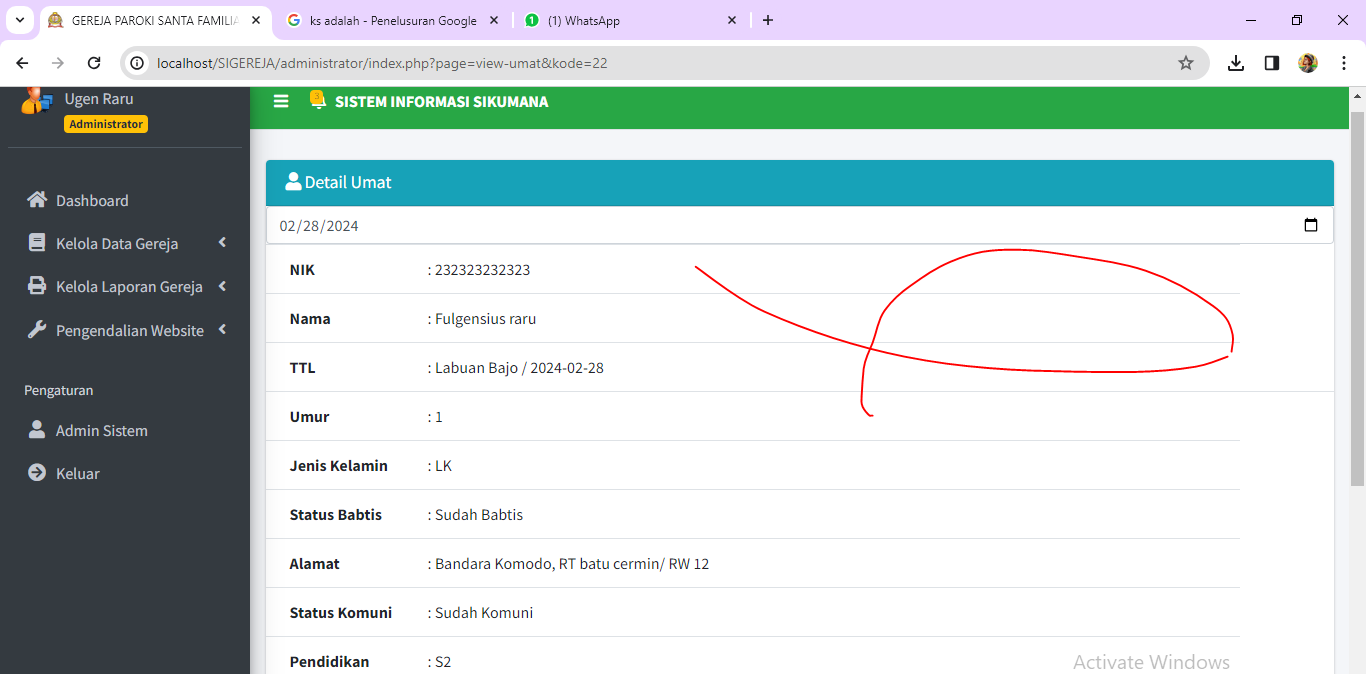 GEREJA PAROKI SANTA FAMILIA
ks adalah - Penelusuran Google
1 (1) WhatsApp
localhost/SIGEREJA/administrator/index.php?page=view-umat&kode=22
Ugen Raru
Administrator
3 SISTEM INFORMASI SIKUMANA
Dashboard
Kelola Data Gereja
Kelola Laporan Gereja
Pengendalian Website
Pengaturan
Admin Sistem
Keluar
Detail Umat
02/28/2024
NIK : 232323232323
Nama : Fulgensius raru
TTL : Labuan Bajo / 2024-02-28
Umur : 1
Jenis Kelamin : LK
Status Babtis : Sudah Babtis
Alamat : Bandara Komodo, RT batu cermin/ RW 12
Status Komuni : Sudah Komuni
Pendidikan : S2
Activate Windows